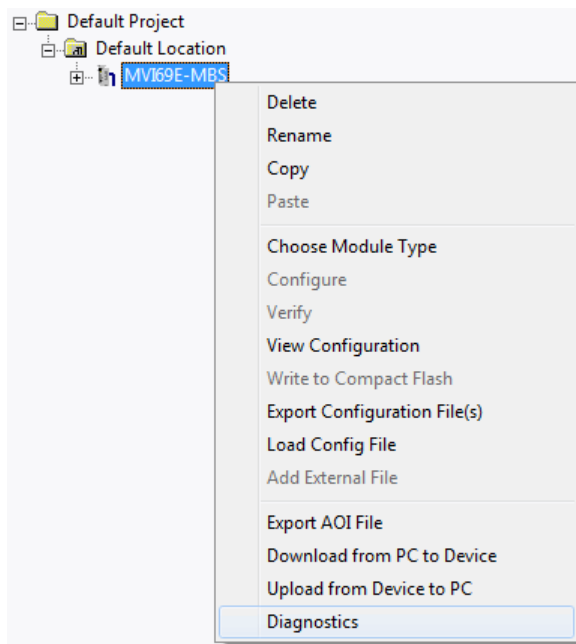 Default Project
Default Location
MVI69E-MBS
Delete
Rename
Copy
Paste
Choose Module Type
Configure
Verify
View Configuration
Write to Compact Flash
Export Configuration File(s)
Load Config File
Add External File
Export AOI File
Download from PC to Device
Upload from Device to PC
Diagnostics